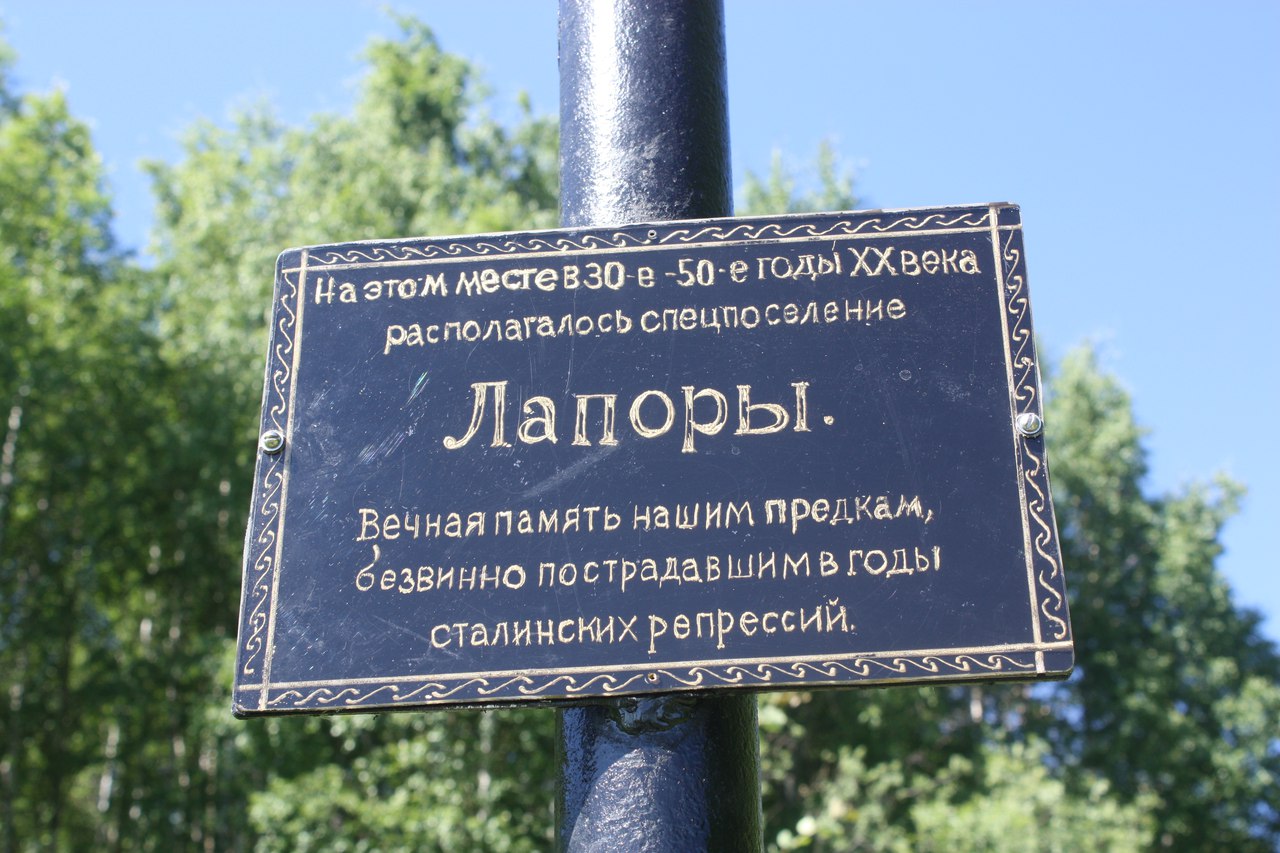 На этом месте в 30-е -50-е годы XX века
располагалось спецпоселение
Лапоры.
Вечная память нашим предкам,
безвинно пострадавшим в годы
сталинских репрессий.